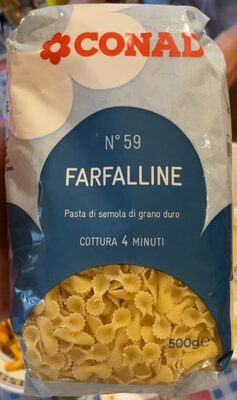 CONAD
N° 59
FARFALLINE
Pasta di semola di grano duro
COTTURA 4 MINUTI
500g e